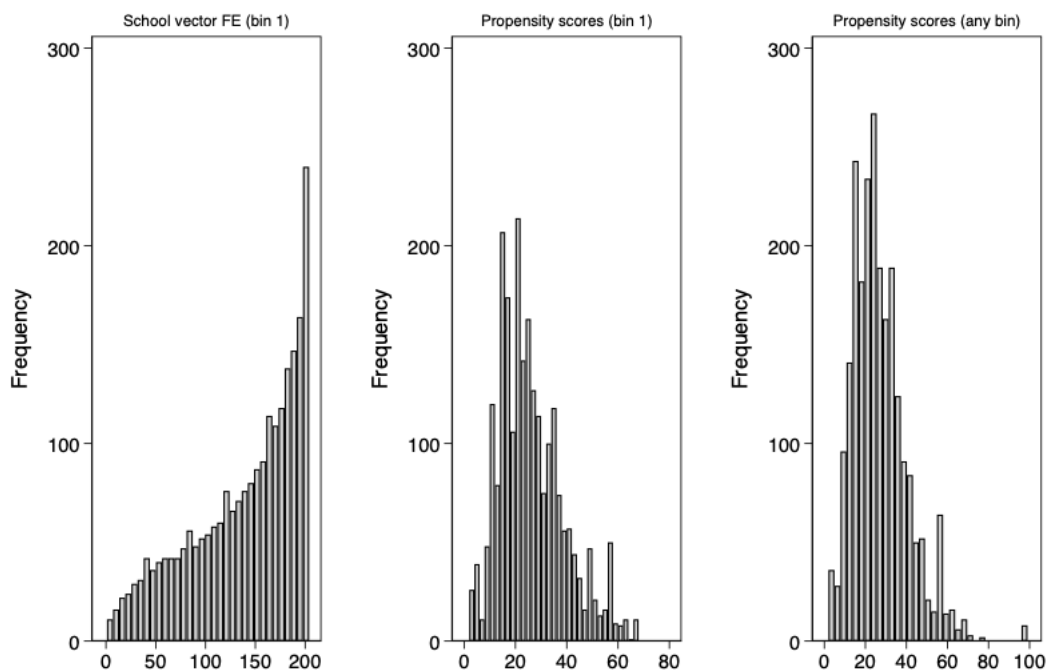 School vector FE (bin 1)
Frequency
300
200
100
0
0 50 100 150 200
Propensity scores (bin 1)
Frequency
300
200
100
0
0 20 40 60 80
Propensity scores (any bin)
Frequency
300
200
100
0
0 20 40 60 80 100